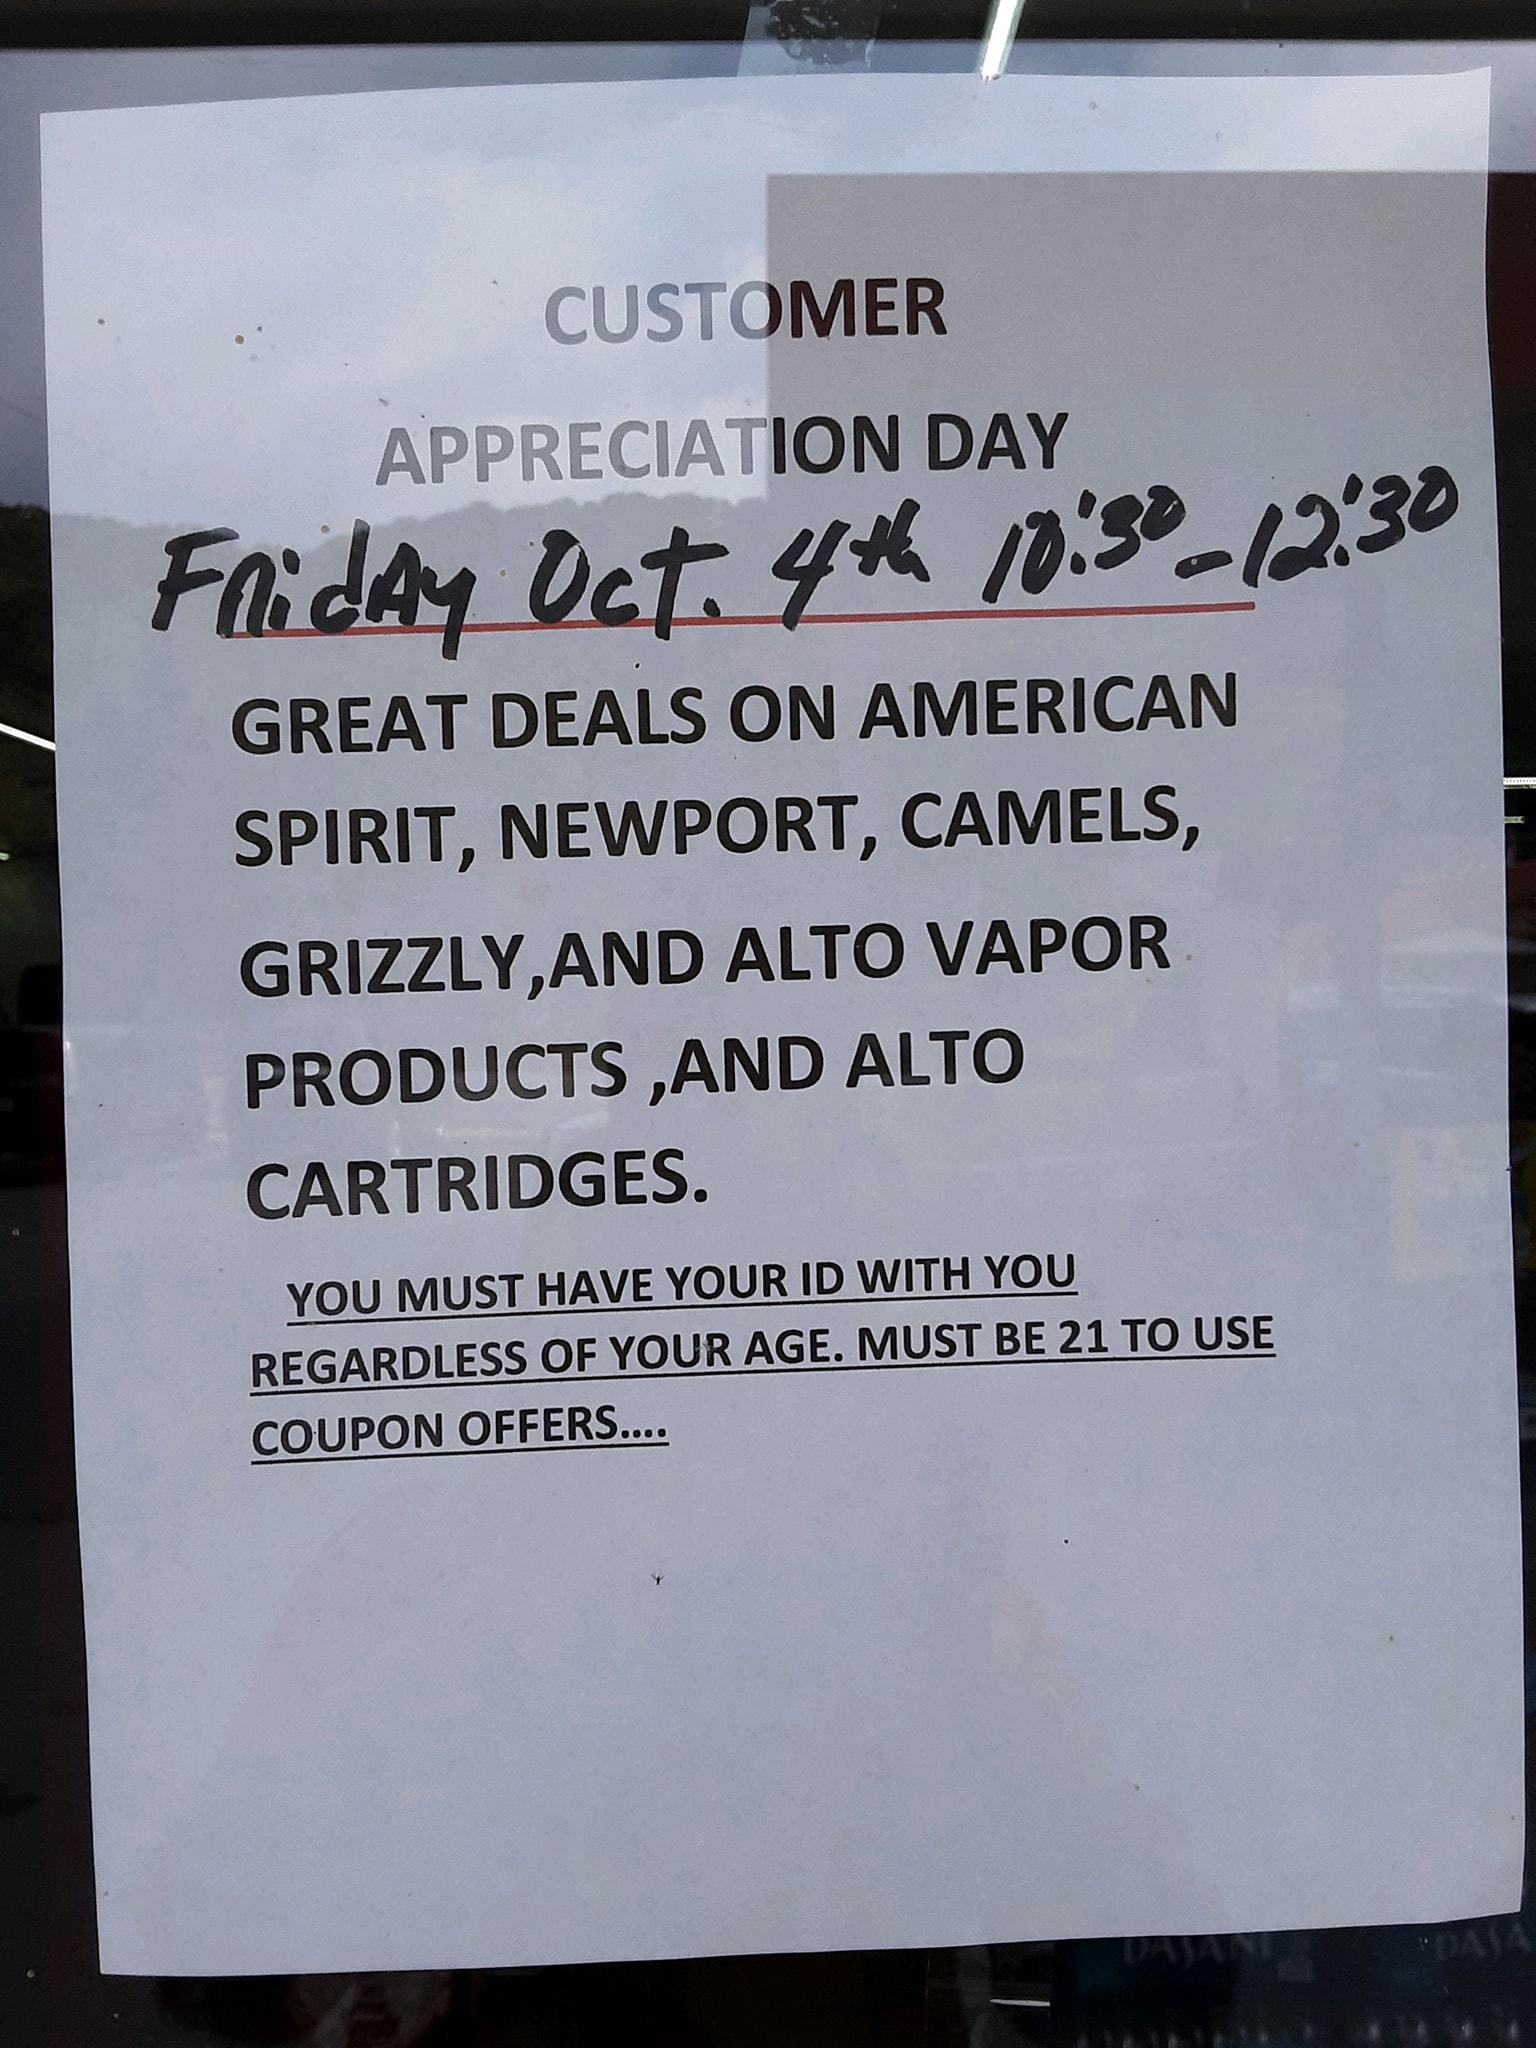 CUSTOMER
APPRECIATION DAY
Friday Oct. 4th 10:30-12:30
GREAT DEALS ON AMERICAN
SPIRIT, NEWPORT, CAMELS,
GRIZZLY,AND ALTO VAPOR
PRODUCTS ,AND ALTO
CARTRIDGES.
YOU MUST HAVE YOUR ID WITH YOU
REGARDLESS OF YOUR AGE. MUST BE 21 TO USE
COUPON OFFERS....
DASANI